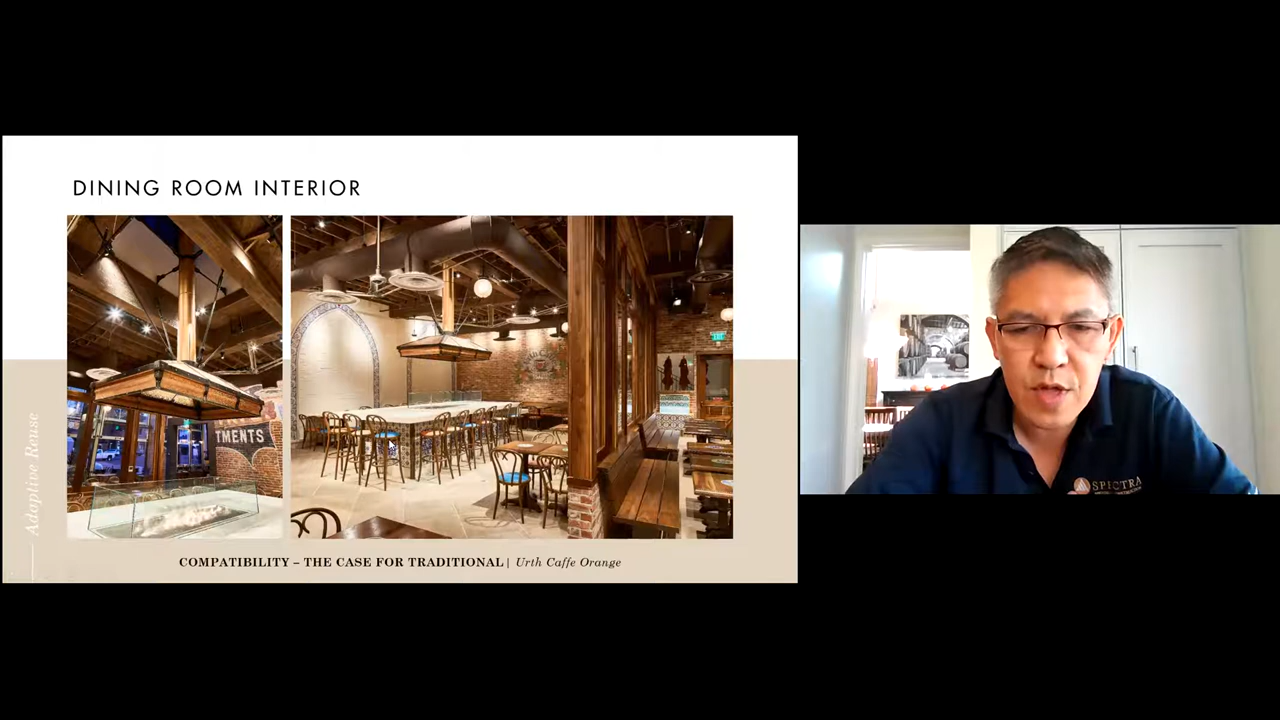 DINING ROOM INTERIOR
TMENTS
Adaptive Reuse
COMPATIBILITY – THE CASE FOR TRADITIONAL | Urth Caffe Orange
SPECTRA